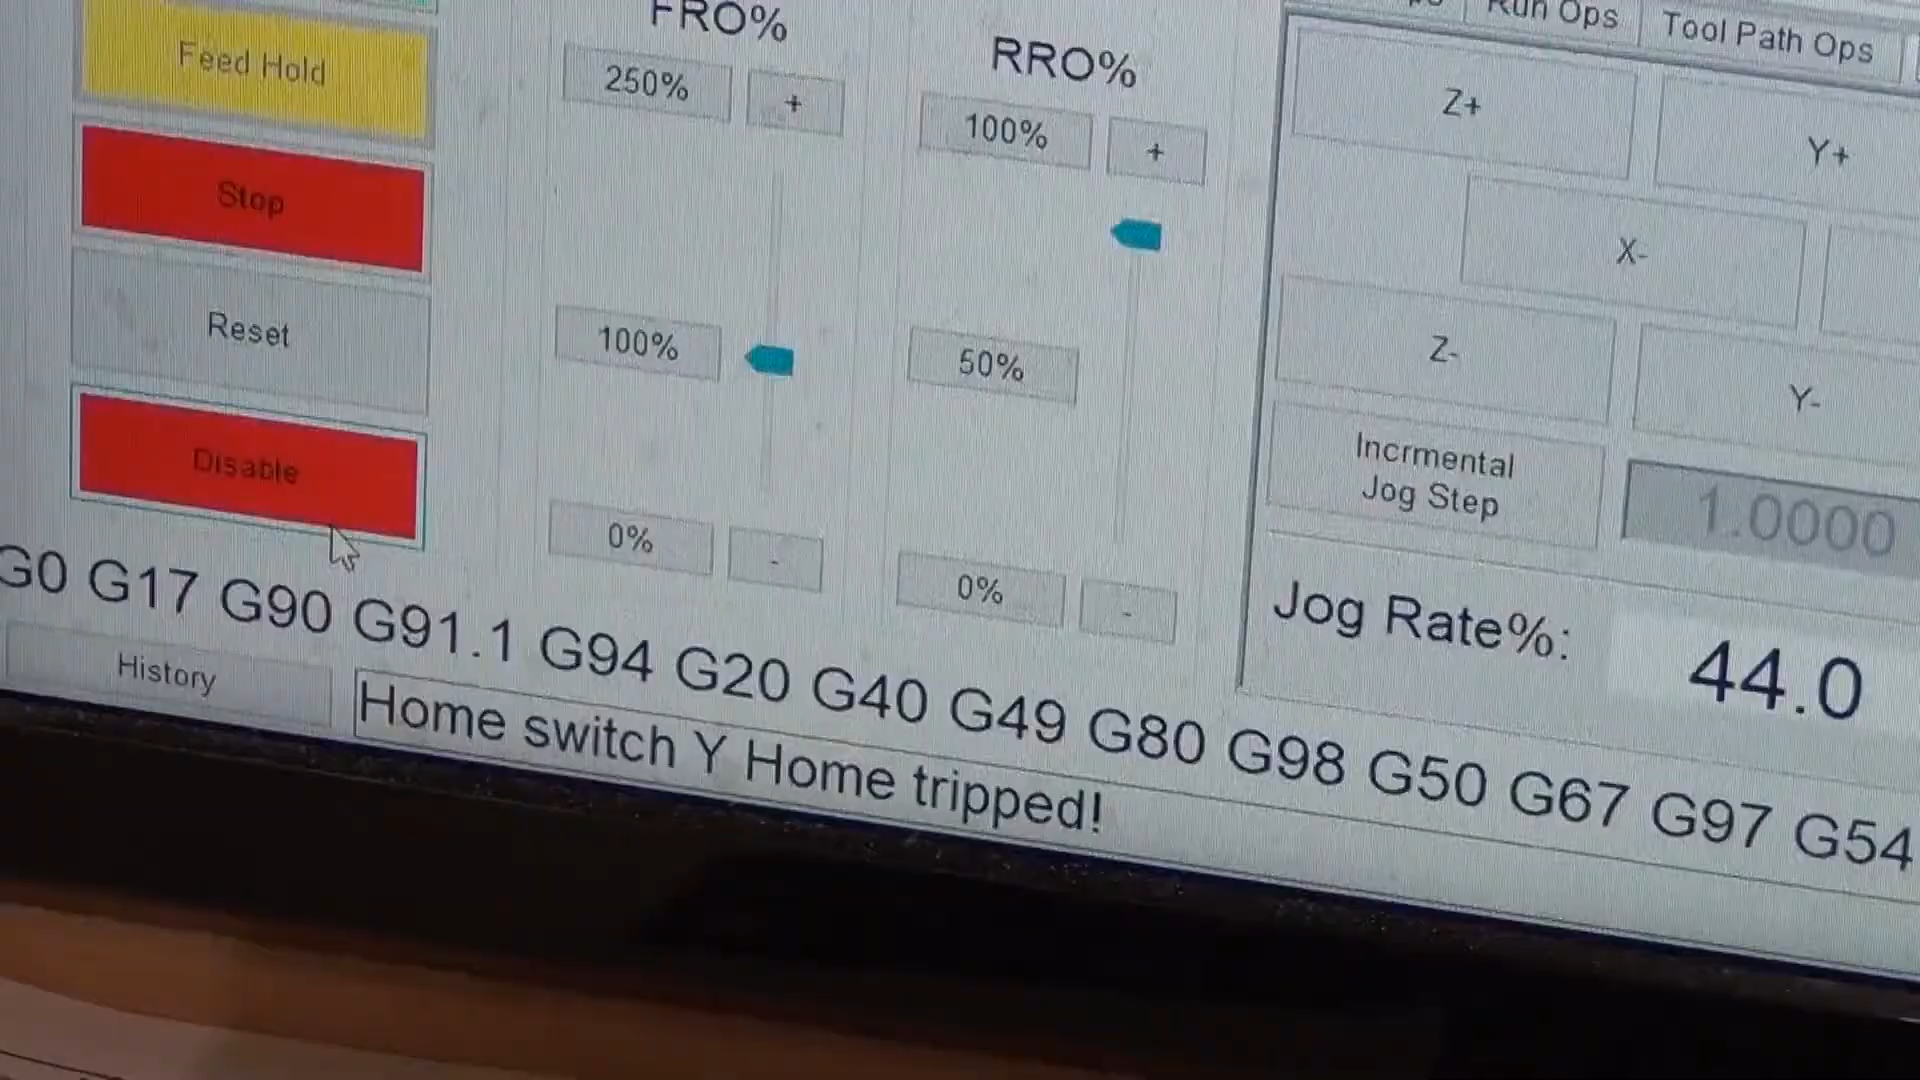 FRO%
Run Ops
Tool Path Ops
Feed Hold
250%
+
RRO%
100%
+
Z+
Y+
Stop
X-
Reset
100%
50%
Z-
Y-
Disable
0%
-
0%
-
Incrmental
Jog Step
1.0000
Jog Rate%:
44.0
G0 G17 G90 G91.1 G94 G20 G40 G49 G80 G98 G50 G67 G97 G54
History
Home switch Y Home tripped!